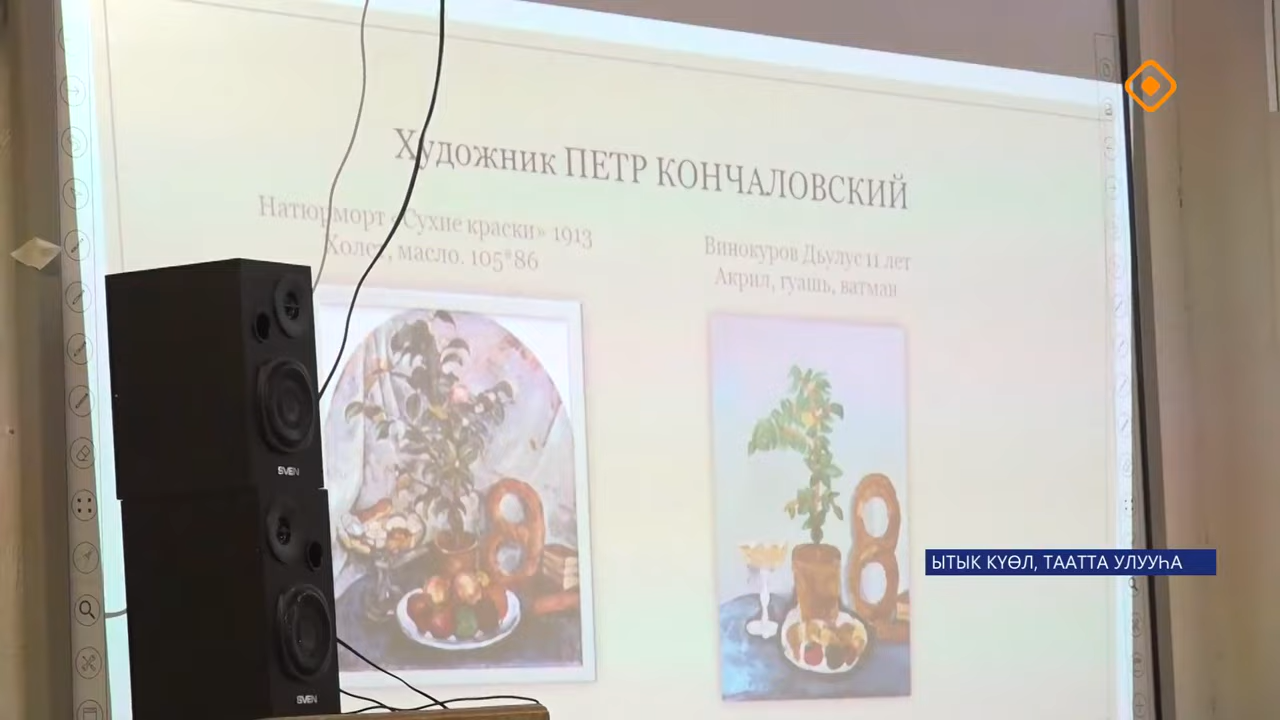 Художник ПЕТР КОНЧАЛОВСКИЙ
Натюрморт «Сухие краски» 1913
Холст, масло. 105*86
Винокуров Дьулус 11 лет
Акрил, гуашь, ватман
SVEN
SVEN
ЫТЫК КҮӨЛ, ТААТТА УЛУУҺА